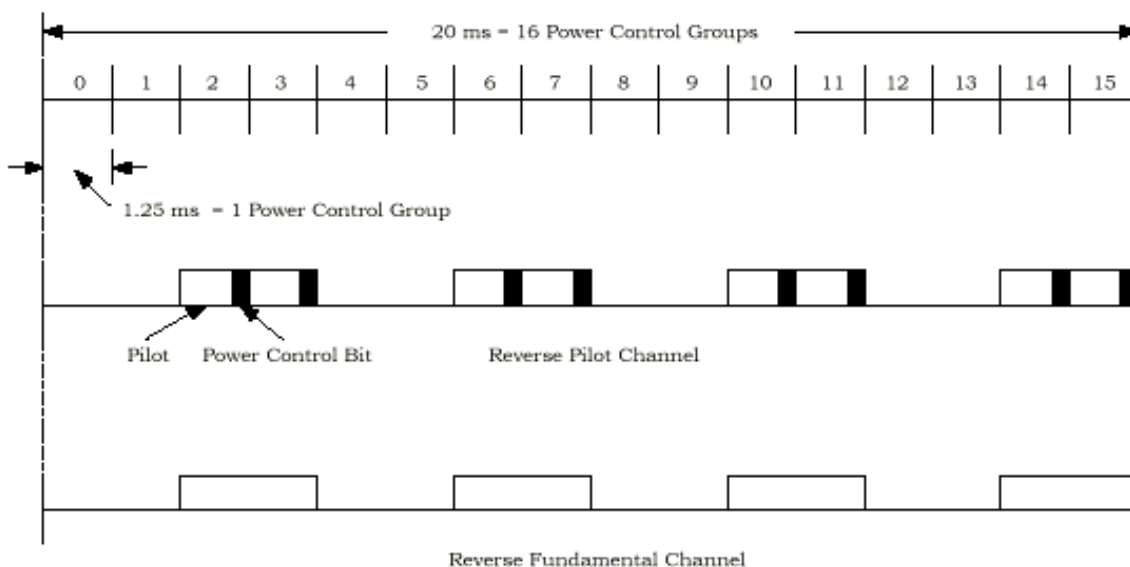 20 ms = 16 Power Control Groups
0 1 2 3 4 5 6 7 8 9 10 11 12 13 14 15
1.25 ms = 1 Power Control Group
Pilot Power Control Bit Reverse Pilot Channel
Reverse Fundamental Channel